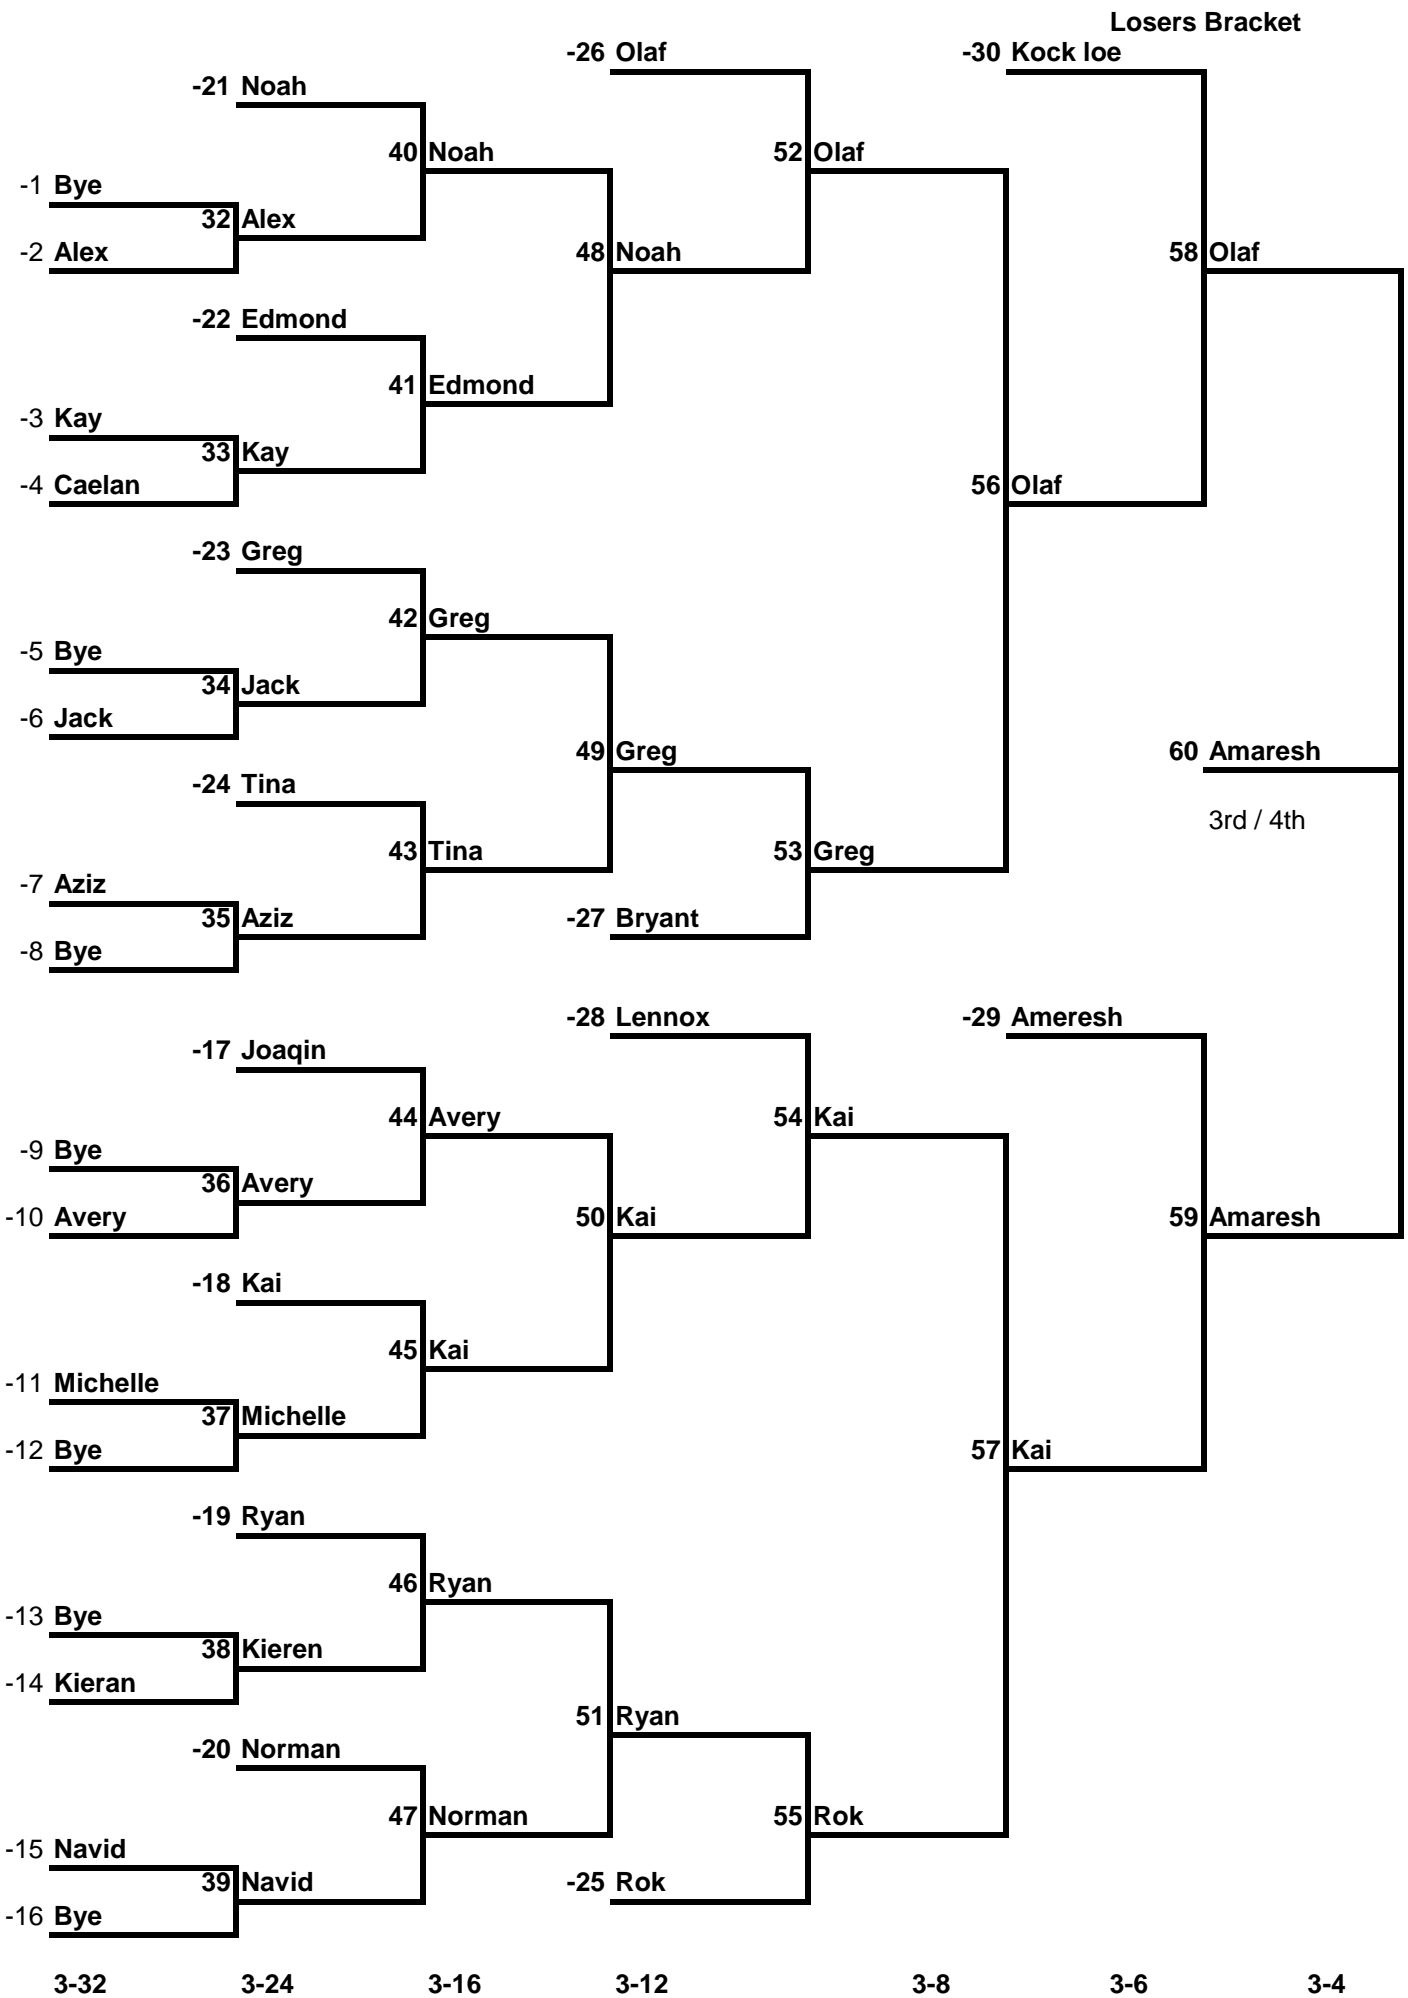 Losers Bracket
-26 Olaf
-30 Kock loe
-21 Noah
40 Noah
52 Olaf
-1 Bye
32 Alex
-2 Alex
48 Noah
58 Olaf
-22 Edmond
41 Edmond
-3 Kay
33 Kay
-4 Caelan
56 Olaf
-23 Greg
42 Greg
-5 Bye
34 Jack
-6 Jack
49 Greg
60 Amaresh
-24 Tina
3rd / 4th
43 Tina
53 Greg
-7 Aziz
35 Aziz
-27 Bryant
-8 Bye
-28 Lennox
-29 Ameresh
-17 Joaqin
44 Avery
54 Kai
-9 Bye
36 Avery
-10 Avery
50 Kai
59 Amaresh
-18 Kai
45 Kai
-11 Michelle
37 Michelle
-12 Bye
57 Kai
-19 Ryan
46 Ryan
-13 Bye
38 Kieren
-14 Kieran
51 Ryan
-20 Norman
47 Norman
55 Rok
-15 Navid
39 Navid
-25 Rok
-16 Bye
3-32 3-24 3-16 3-12 3-8 3-6 3-4